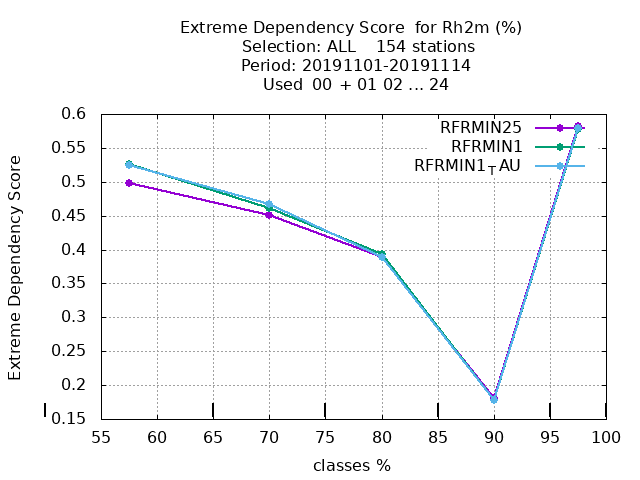 Extreme Dependency Score for Rh2m (%)
Selection: ALL 154 stations
Period: 20191101-20191114
Used 00 + 01 02 ... 24
Extreme Dependency Score
0.6
0.55
0.5
0.45
0.4
0.35
0.3
0.25
0.2
0.15
RFRMIN25
RFRMIN1
RFRMIN1TAU
55 60 65 70 75 80 85 90 95 100
classes %